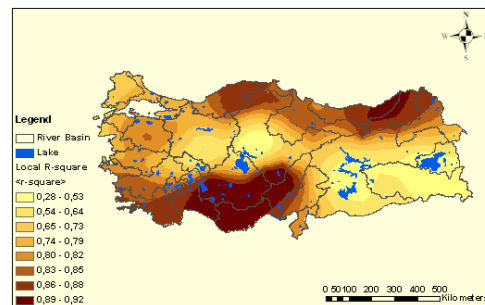 N
W E
S
Legend
River Basin
Lake
Local R-square
<r-square>
0,28 - 0,53
0,54 - 0,64
0,65 - 0,73
0,74 - 0,79
0,80 - 0,82
0,83 - 0,85
0,86 - 0,88
0,89 - 0,92
0 50100 200 300 400 500
Kilometers